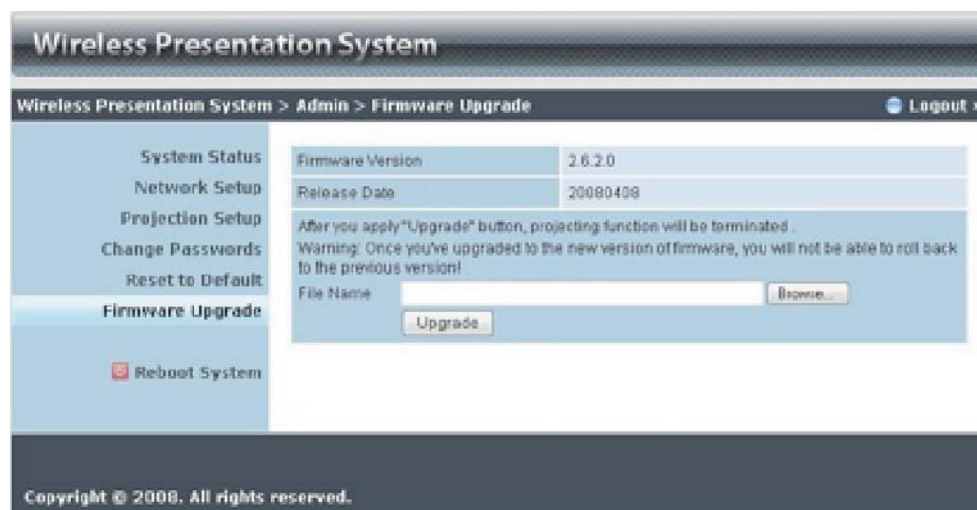 Wireless Presentation System
Wireless Presentation System > Admin > Firmware Upgrade
Logout »
System Status
Network Setup
Projection Setup
Change Passwords
Reset to Default
Firmware Upgrade
Reboot System
Firmware Version 2.6.2.0
Release Date 20080408
After you apply "Upgrade" button, projecting function will be terminated .
Warning: Once you've upgraded to the new version of firmware, you will not be able to roll back
to the previous version!
File Name Browse...
Upgrade
Copyright © 2008. All rights reserved.